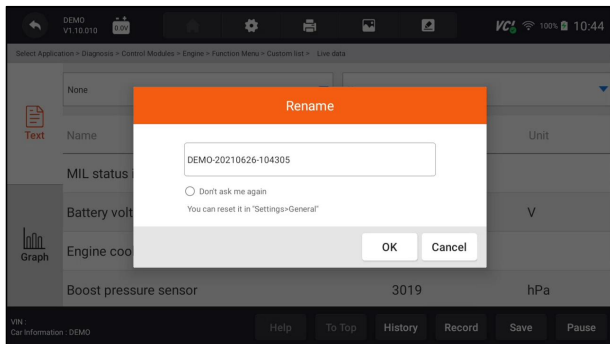 DEMO
V1.10.010
0.0V
VC!
100%
10:44
Select Application > Diagnosis > Control Modules > Engine > Function Menu > Custom list > Live data
None
Rename
Text
Name
Unit
DEMO-20210626-104305
MIL status
Don't ask me again
You can reset it in "Settings>General"
Battery volt
V
Graph
Engine coo
OK
Cancel
Boost pressure sensor
3019
hPa
VIN :
Car Information : DEMO
Help
To Top
History
Record
Save
Pause